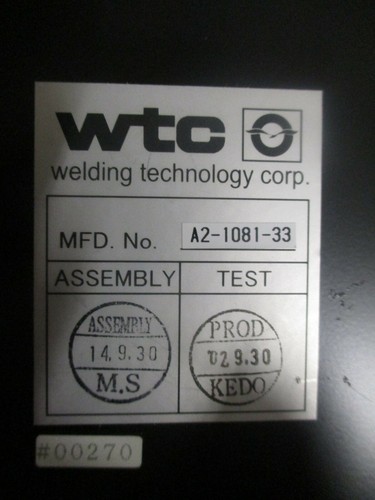 wtc
welding technology corp.
MFD. No. A2-1081-33
ASSEMBLY TEST
ASSEMBLY
14.9.30
M.S
PROD
02 9.30
KEDO
#00270